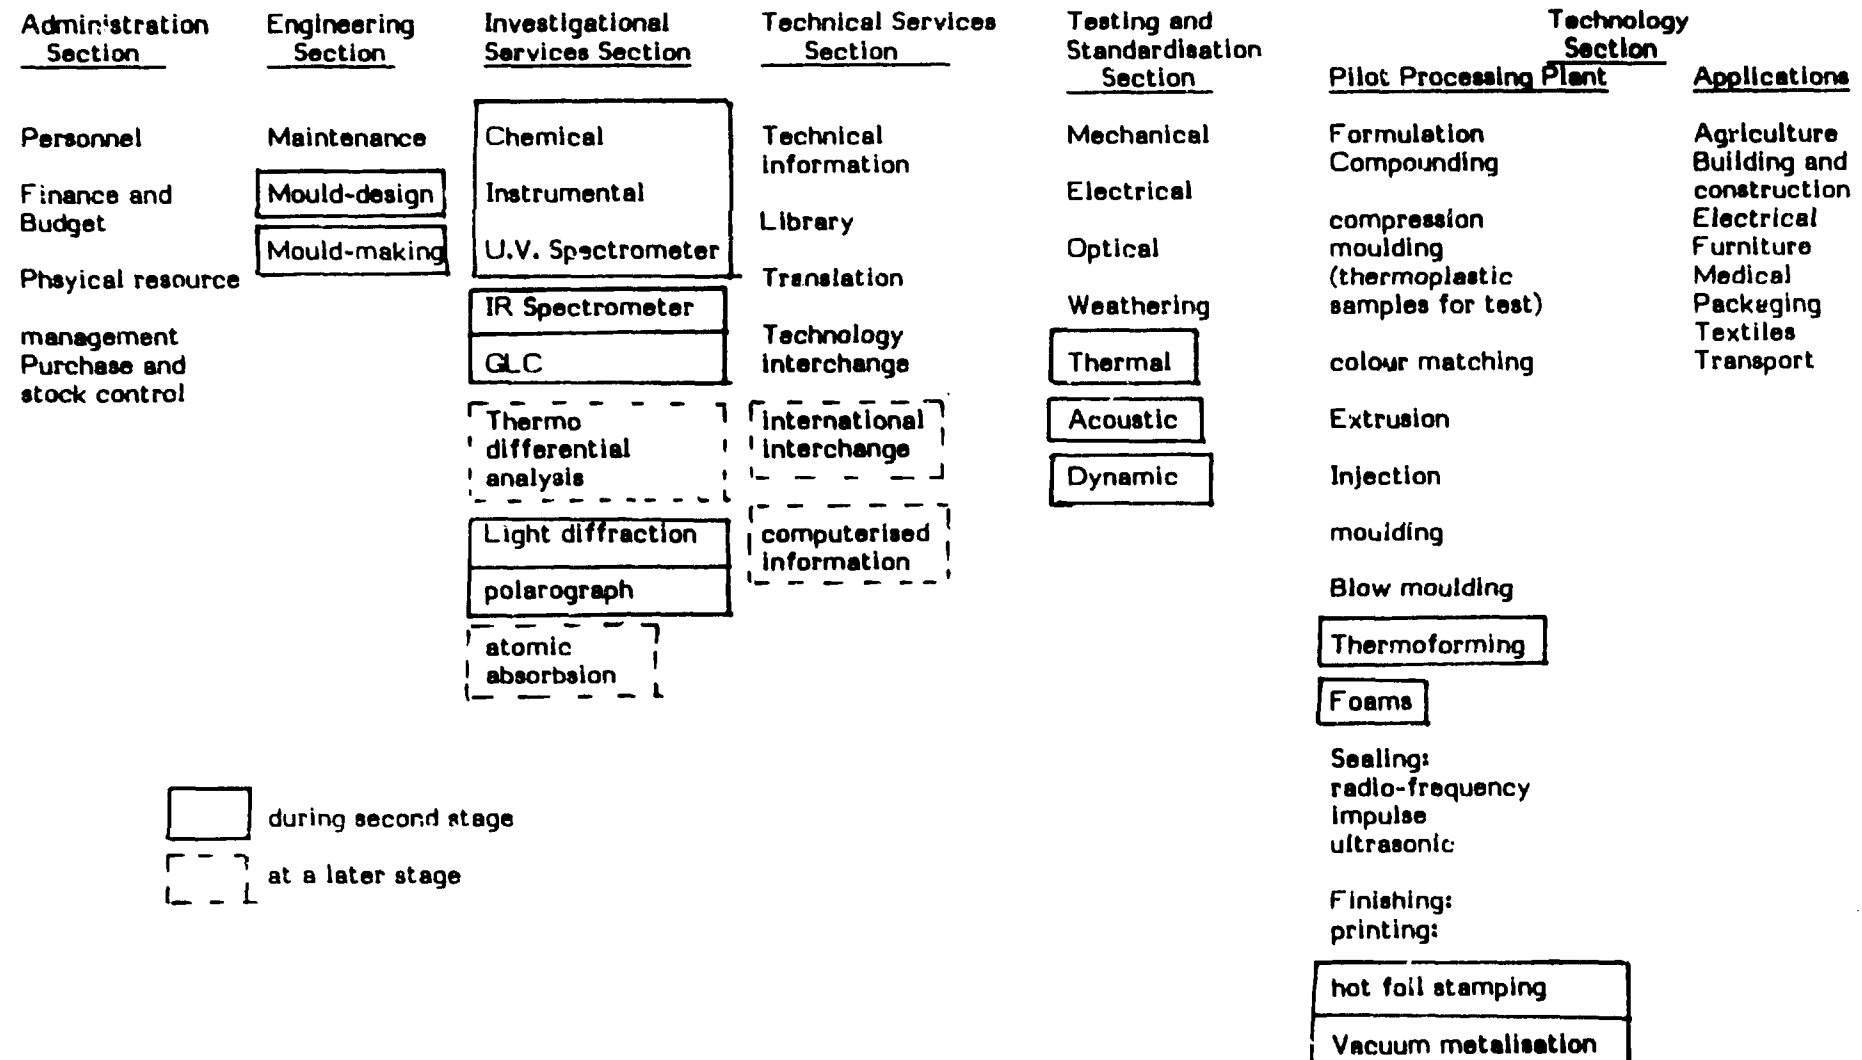 Administration
Section
Personnel
Finance and
Budget
Phsyical resource
management
Purchase and
stock control
Engineering
Section
Maintenance
Mould-design
Mould-making
Investigational
Services Section
Chemical
Instrumental
U.V. Spectrometer
IR Spectrometer
GLC
Thermo
differential
analysis
Light diffraction
polarograph
atomic
absorbsion
Technical Services
Section
Technical
information
Library
Translation
Technology
interchange
international
interchange
computerised
information
Testing and
Standardisation
Section
Mechanical
Electrical
Optical
Weathering
Thermal
Acoustic
Dynamic
Technology
Section
Pilot Processing Plant
Formulation
Compounding
compression
moulding
(thermoplastic
samples for test)
colour matching
Extrusion
Injection
moulding
Blow moulding
Thermoforming
Foams
Sealing:
radio-frequency
impulse
ultrasonic
Finishing:
printing:
hot foil stamping
Vacuum metalisation
Applications
Agriculture
Building and
construction
Electrical
Furniture
Medical
Packaging
Textiles
Transport
during second stage
at a later stage